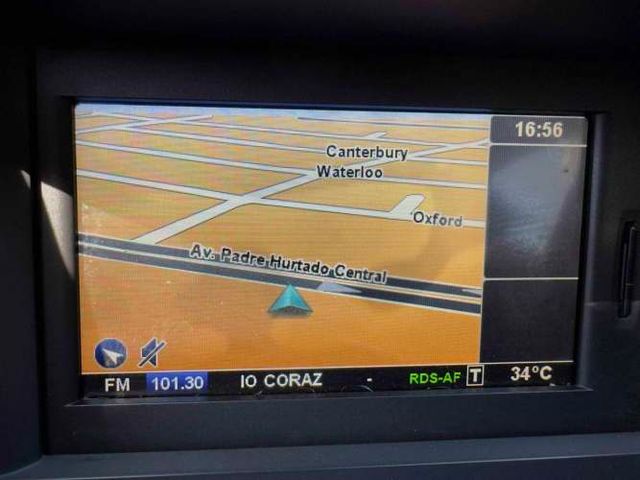 16:56
Canterbury
Waterloo
Oxford
Av. Padre Hurtado Central
FM 101.30 IO CORAZ - RDS-AF T 34°C